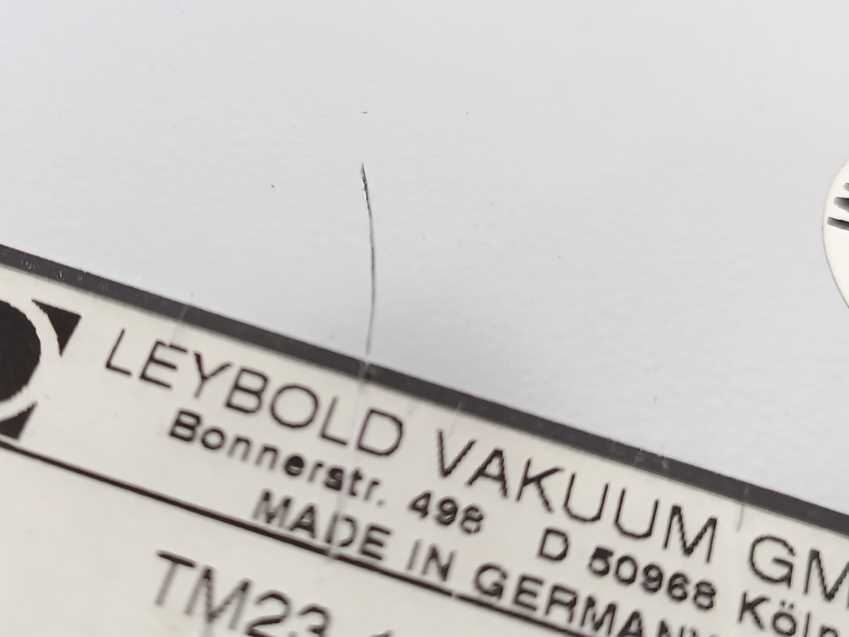 LEYBOLD VAKUUM GM
Bonnerstr. 498 D 50968 Köln
MADE IN GERMANY
TM23